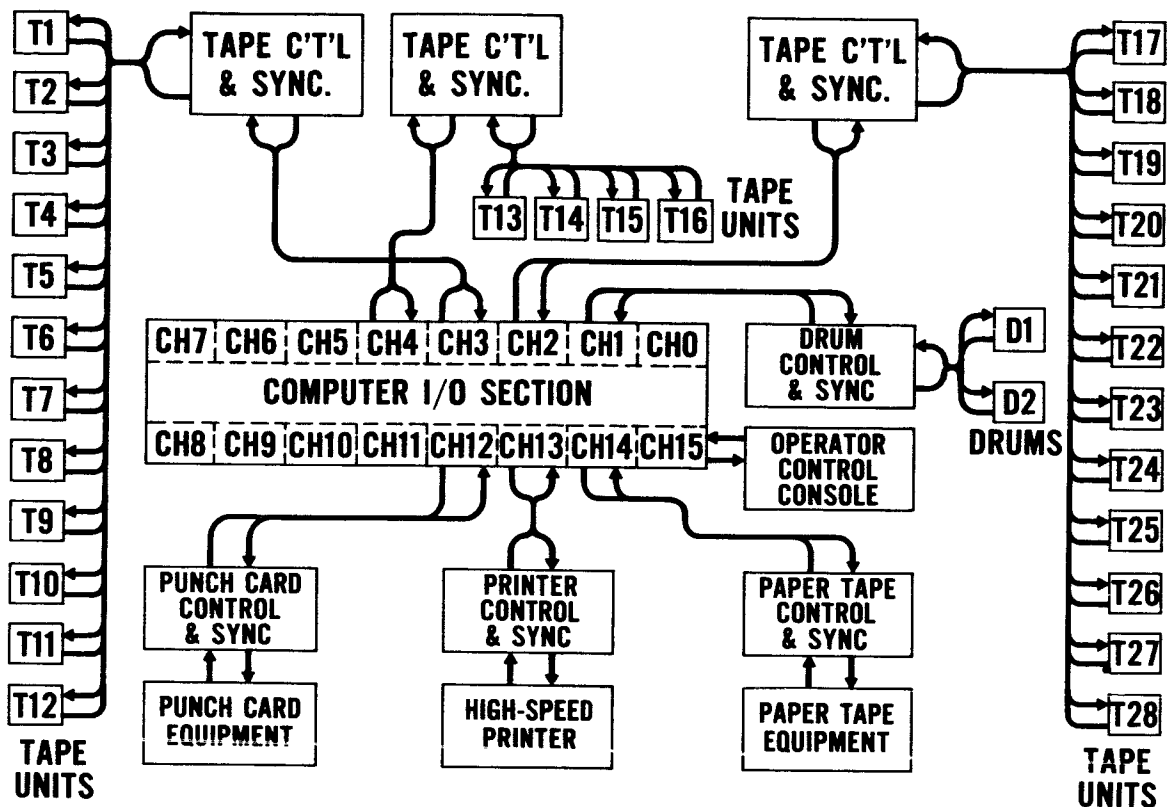 T1
T2
T3
T4
T5
T6
T7
T8
T9
T10
T11
T12
TAPE
UNITS
TAPE C'T'L
& SYNC.
TAPE C'T'L
& SYNC.
TAPE C'T'L
& SYNC.
T13 T14 T15 T16
TAPE
UNITS
CH7 CH6 CH5 CH4 CH3 CH2 CH1 CH0
COMPUTER I/O SECTION
CH8 CH9 CH10 CH11 CH12 CH13 CH14 CH15
DRUM
CONTROL
& SYNC
D1
D2
DRUMS
OPERATOR
CONTROL
CONSOLE
PUNCH CARD
CONTROL
& SYNC
PRINTER
CONTROL
& SYNC
PAPER TAPE
CONTROL
& SYNC
PUNCH CARD
EQUIPMENT
HIGH-SPEED
PRINTER
PAPER TAPE
EQUIPMENT
T17
T18
T19
T20
T21
T22
T23
T24
T25
T26
T27
T28
TAPE
UNITS